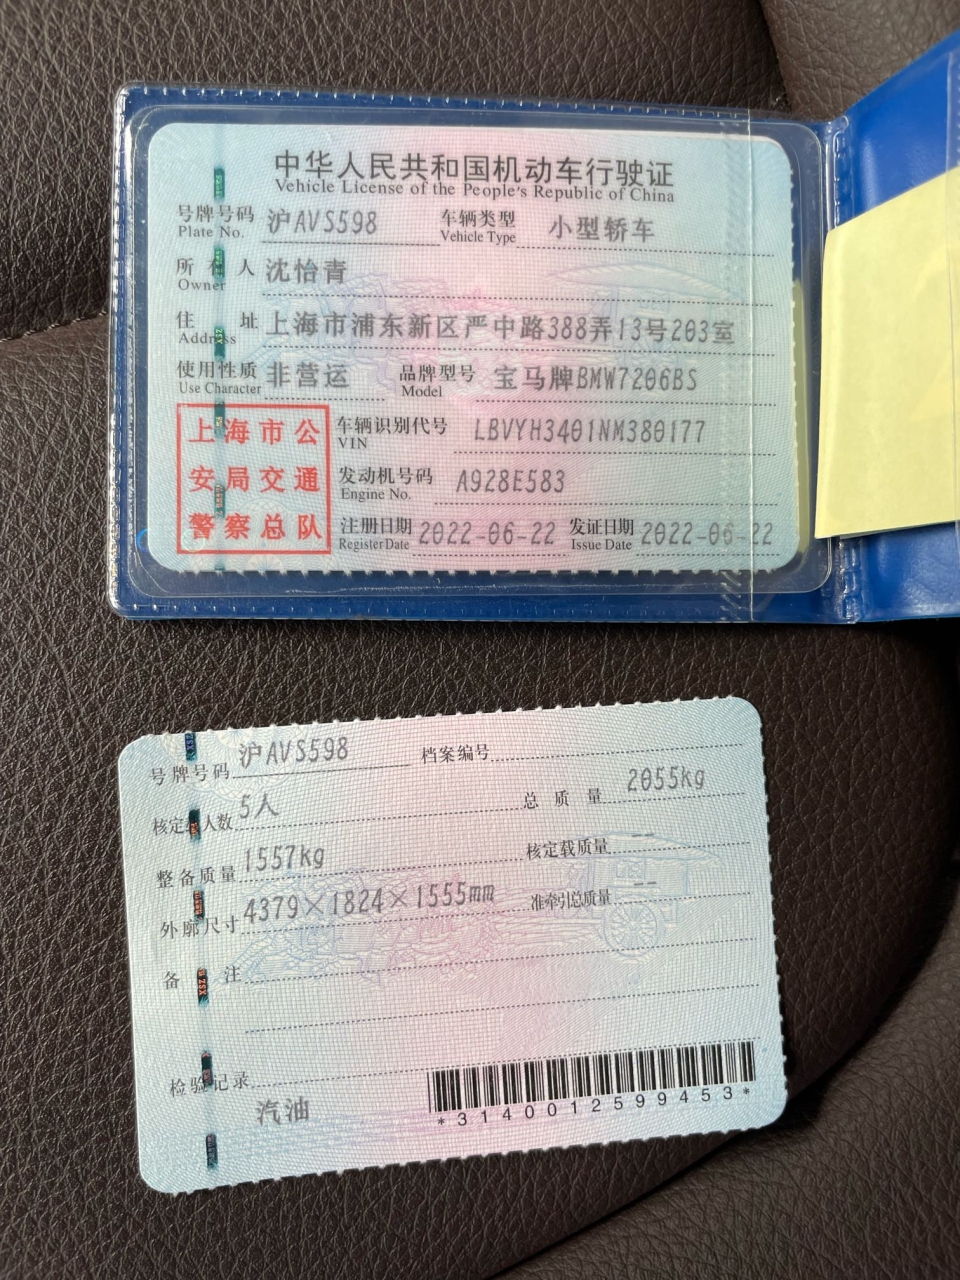 中华人民共和国机动车行驶证
Vehicle License of the People's Republic of China
号牌号码 沪AVS598 车辆类型 小型轿车
Plate No. Vehicle Type
所有人 沈怡青
Owner
住址 上海市浦东新区严中路388弄13号203室
Address
使用性质 非营运 品牌型号 宝马牌BMW7206BS
Use Character Model
上海市公
安局交通
警察总队
车辆识别代号 LBVYH3401NM380177
VIN
发动机号码 A928E583
Engine No.
注册日期 2022-06-22 发证日期 2022-06-22
Register Date Issue Date
号牌号码 沪AVS598 档案编号
核定人数 5人 总质量 2055kg
整备质量 1557kg 核定载质量 --
外廓尺寸 4379×1824×1555mm 准牵引总质量 --
备注
检验记录
汽油
*3140012599453*